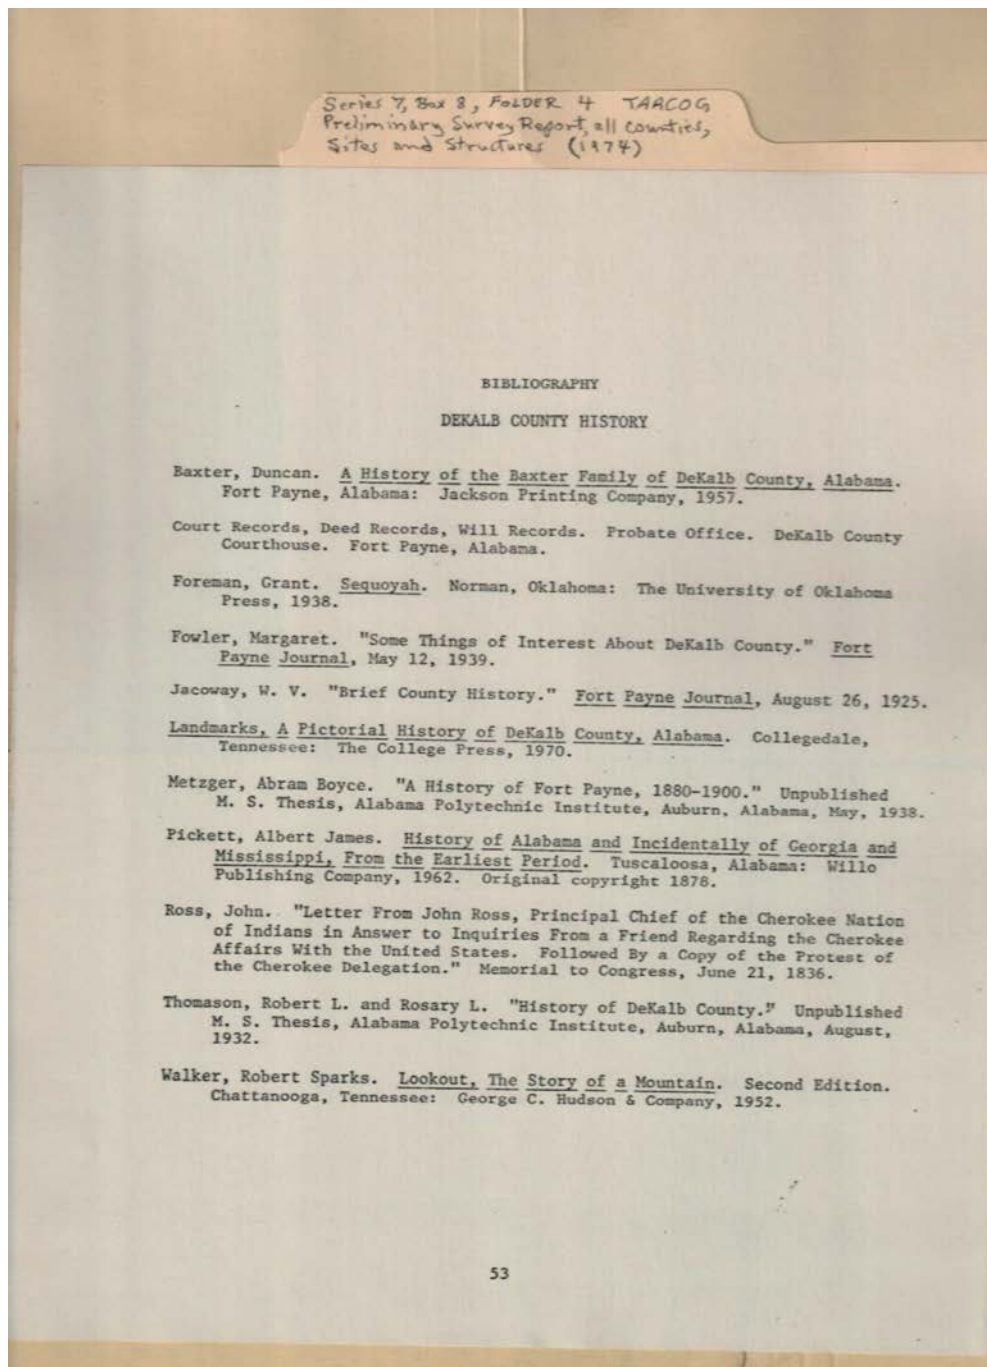 Series 7, Box 8, FOLDER 4 TARCOG
Preliminary Survey Report, all counties,
Sites and Structures (1974)
BIBLIOGRAPHY
DEKALB COUNTY HISTORY
Baxter, Duncan. A History of the Baxter Family of DeKalb County, Alabama.
Fort Payne, Alabama: Jackson Printing Company, 1957.
Court Records, Deed Records, Will Records. Probate Office. DeKalb County
Courthouse. Fort Payne, Alabama.
Foreman, Grant. Sequoyah. Norman, Oklahoma: The University of Oklahoma
Press, 1938.
Fowler, Margaret. "Some Things of Interest About DeKalb County." Fort
Payne Journal, May 12, 1939.
Jacoway, W. V. "Brief County History." Fort Payne Journal, August 26, 1925.
Landmarks, A Pictorial History of DeKalb County, Alabama. Collegedale,
Tennessee: The College Press, 1970.
Metzger, Abram Boyce. "A History of Fort Payne, 1880-1900." Unpublished
M. S. Thesis, Alabama Polytechnic Institute, Auburn, Alabama, May, 1938.
Pickett, Albert James. History of Alabama and Incidentally of Georgia and
Mississippi, From the Earliest Period. Tuscaloosa, Alabama: Willo
Publishing Company, 1962. Original copyright 1878.
Ross, John. "Letter From John Ross, Principal Chief of the Cherokee Nation
of Indians in Answer to Inquiries From a Friend Regarding the Cherokee
Affairs With the United States. Followed By a Copy of the Protest of
the Cherokee Delegation." Memorial to Congress, June 21, 1836.
Thomason, Robert L. and Rosary L. "History of DeKalb County." Unpublished
M. S. Thesis, Alabama Polytechnic Institute, Auburn, Alabama, August,
1932.
Walker, Robert Sparks. Lookout, The Story of a Mountain. Second Edition.
Chattanooga, Tennessee: George C. Hudson & Company, 1952.
53